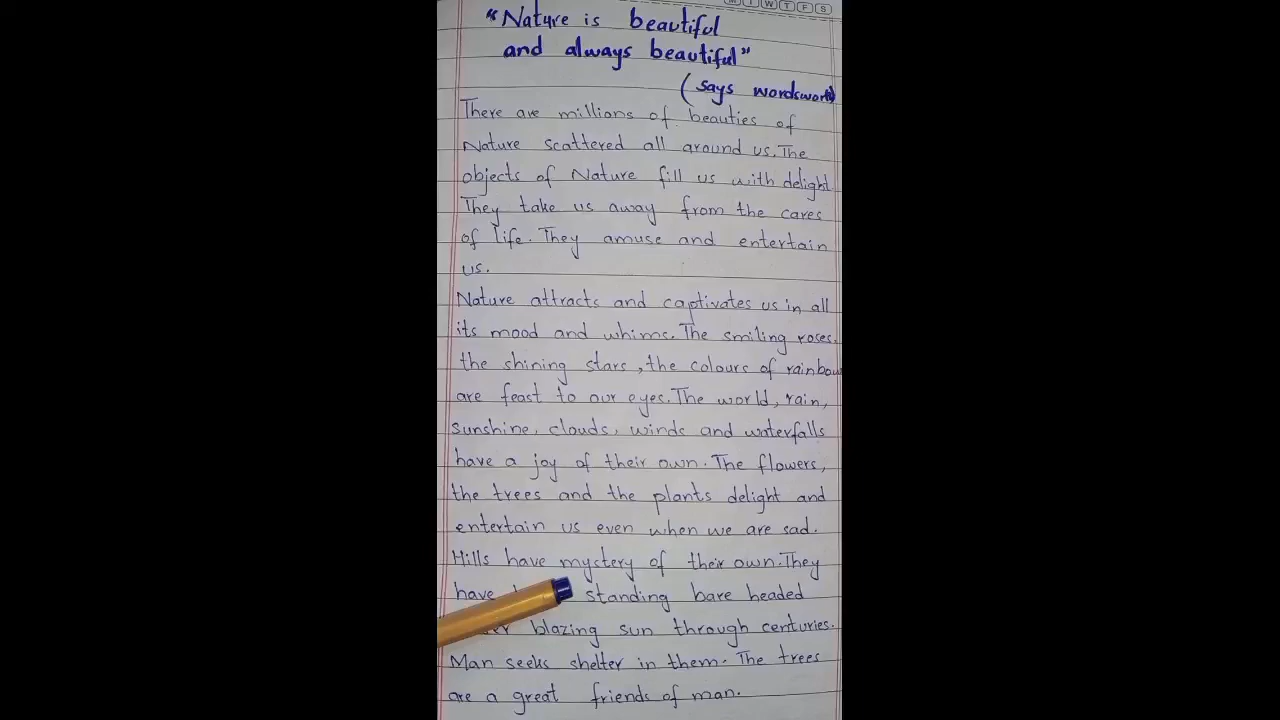 M T W T F S
"Nature is beautiful
and always beautiful"
(says wordsworth
There are millions of beauties of
Nature scattered all around us. The
objects of Nature fill us with delight.
They take us away from the cares
of life. They amuse and entertain
us.
Nature attracts and captivates us in all
its mood and whims. The smiling roses,
the shining stars, the colours of rainbow
are feast to our eyes. The world, rain,
sunshine, clouds, winds and waterfalls
have a joy of their own. The flowers,
the trees and the plants delight and
entertain us even when we are sad.
Hills have mystery of their own. They
have standing bare headed
blazing sun through centuries.
Man seeks shelter in them. The trees
are a great friends of man.